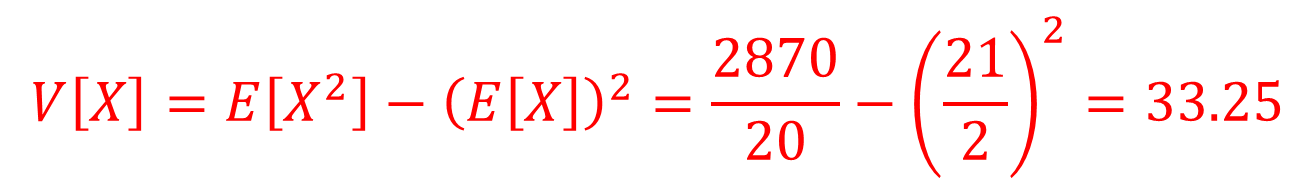 V[X] = E[X²] − (E[X])² = 2870/20 − (21/2)² = 33.25